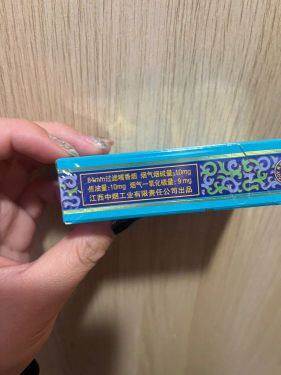 84mm过滤嘴香烟 烟气烟碱量:1.0mg
焦油量:10mg 烟气一氧化碳量:9mg
江西中烟工业有限责任公司出品